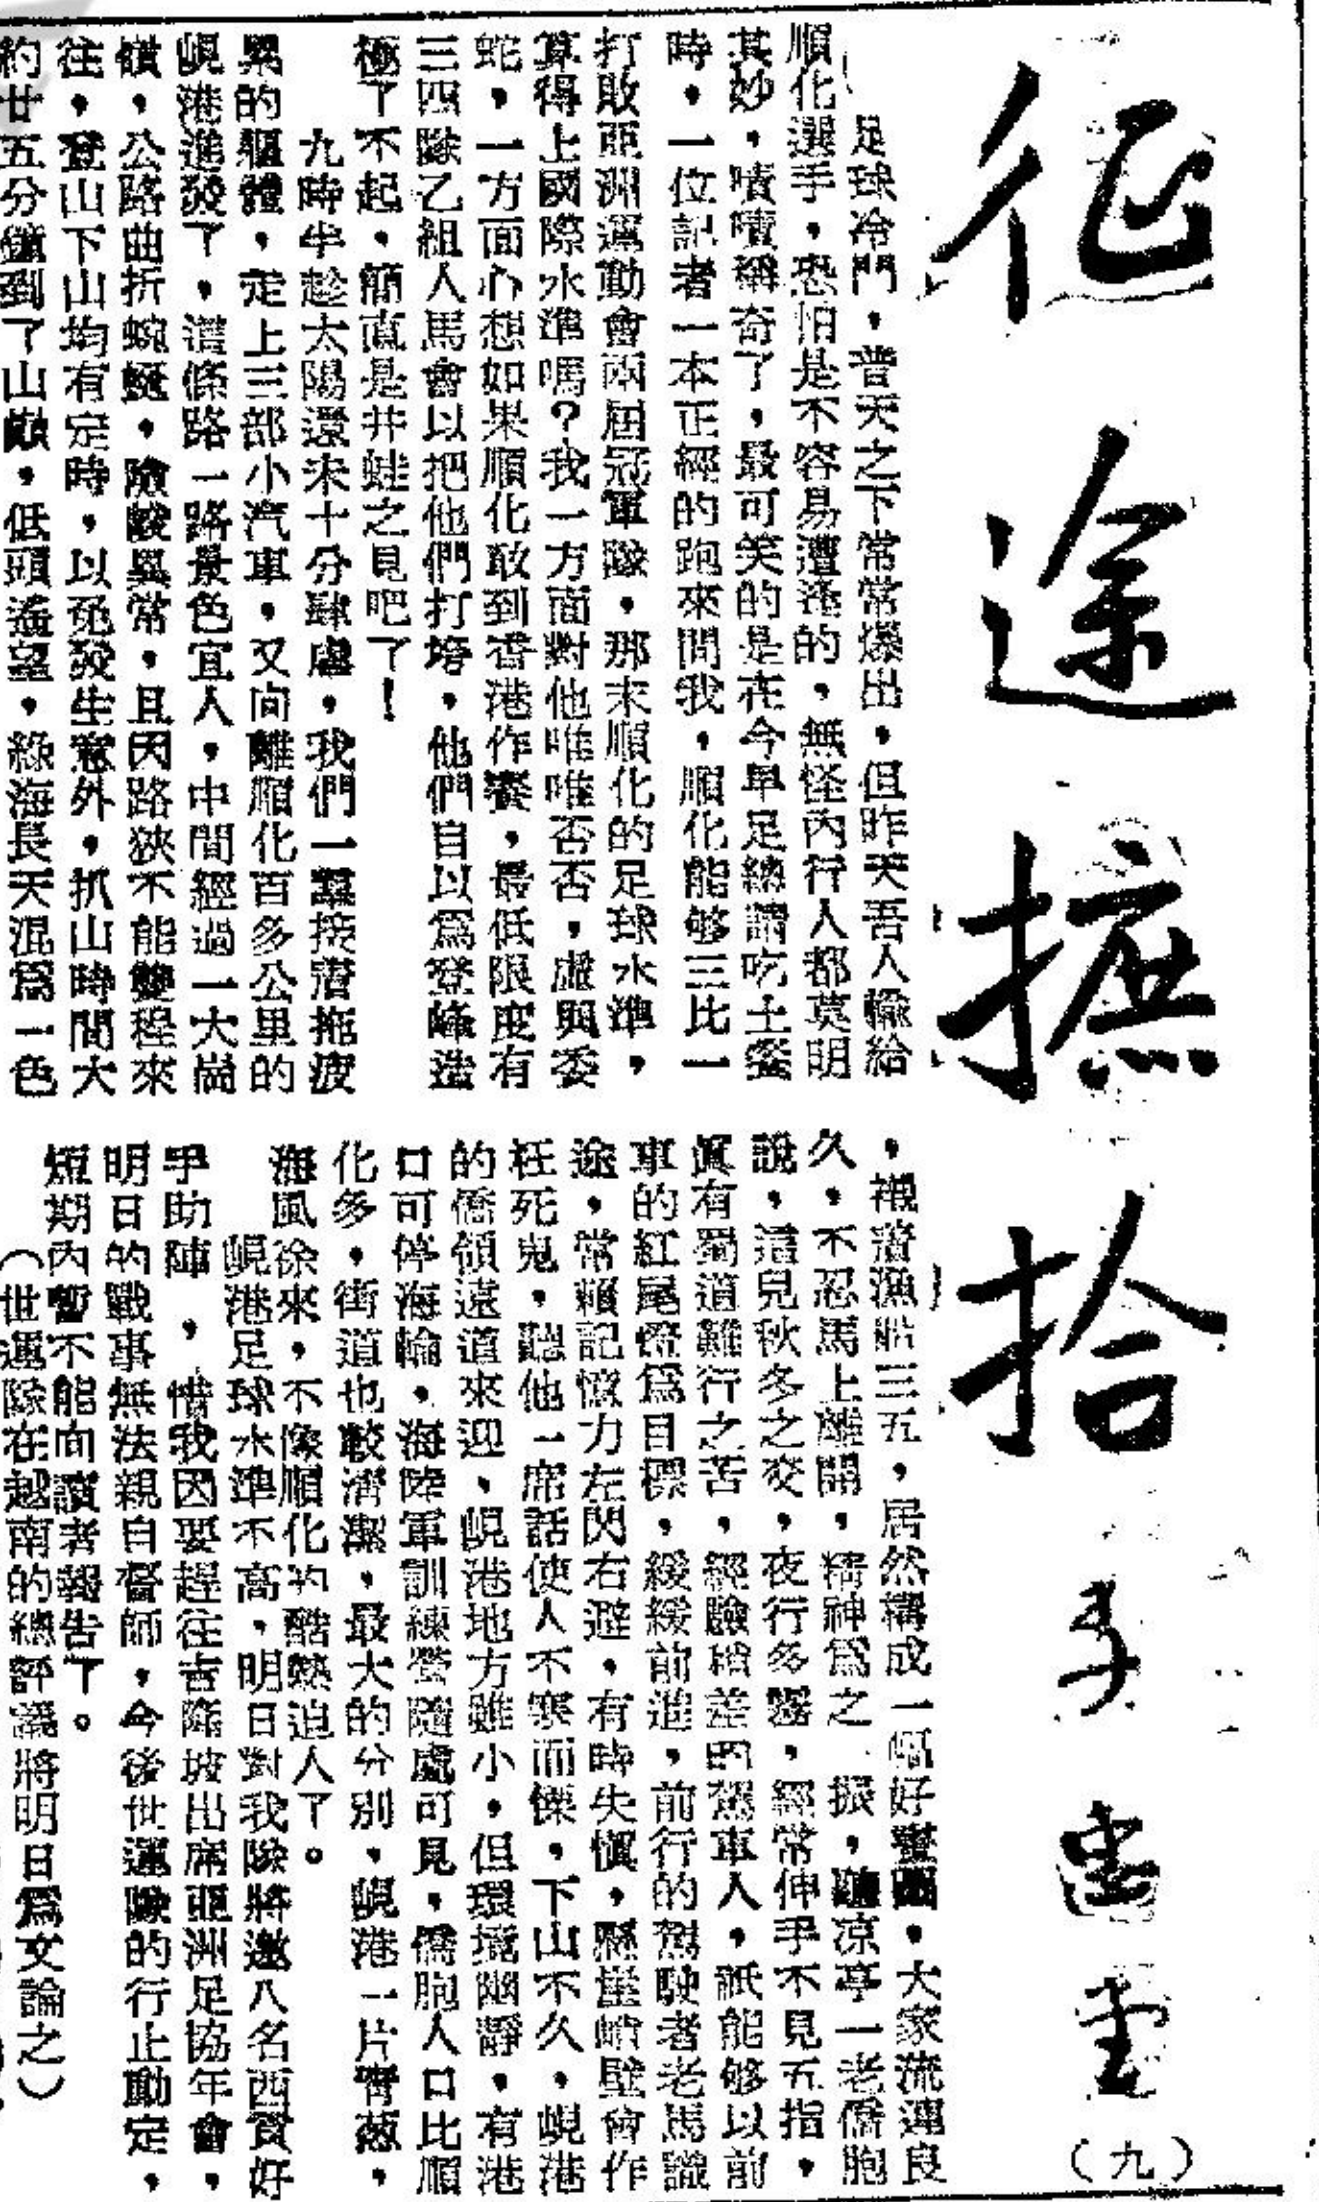 征途摭拾
(九)
足球冷門，普天之下常常爆出，但昨天吾人輸給
順化選手，恐怕是不容易遭逢的，無怪內行人都莫明
其妙，嘖嘖稱奇了，最可笑的是在今早足總請吃土餐
時，一位記者一本正經的跑來問我，順化能够三比一
打敗亞洲運動會兩屆冠軍隊，那末順化的足球水準，
算得上國際水準嗎？我一方面對他唯唯否否，虛與委
蛇，一方面心想如果順化敢到香港作賽，最低限度有
三四隊乙組人馬會以把他們打塔，他們自以爲登峰造
極了不起，簡直是井蛙之見吧了！
九時半趁太陽還未十分肆虐，我們一羣挨着拖疲
累的軀體，走上三部小汽車，又向離順化百多公里的
峴港進發了，這條路一路景色宜人，中間經過一大崗
嶺，公路曲折蜿蜒，險峻異常，且因路狹不能雙程來
往，登山下山均有定時，以免發生意外，抓山時間大
約廿五分鐘到了山巔，低頭遙望，綠海長天混爲一色
，襯着漁船三五，居然構成一幅好畫圖，大家流連良
久，不忍馬上離開，精神爲之一振，聽凉亭一老僑胞
說，這兒秋冬之交，夜行多霧，經常伸手不見五指，
眞有蜀道難行之苦，經驗稍差的駕車人，祇能够以前
車的紅尾燈爲目標，緩緩前進，前行的駕駛者老馬識
途，常賴記憶力左閃右避，有時失愼，懸崖峭壁會作
枉死鬼，聽他一席話使人不寒而慄，下山不久，峴港
的僑領遠道來迎，峴港地方雖小，但環境幽靜，有港
口可停海輪，海陸軍訓練營隨處可見，僑胞人口比順
化多，街道也較清潔，最大的分別，峴港一片靑葱，
海風徐來，不像順化的酷熱迫人了。
峴港足球水準不高，明日對我隊將邀八名西貢好
手助陣，惜我因要趕往吉隆坡出席亞洲足協年會，
明日的戰事無法親自督師，今後世運隊的行止動定，
短期內暫不能向讀者報告了。
（世運隊在越南的總評議將明日爲文論之）